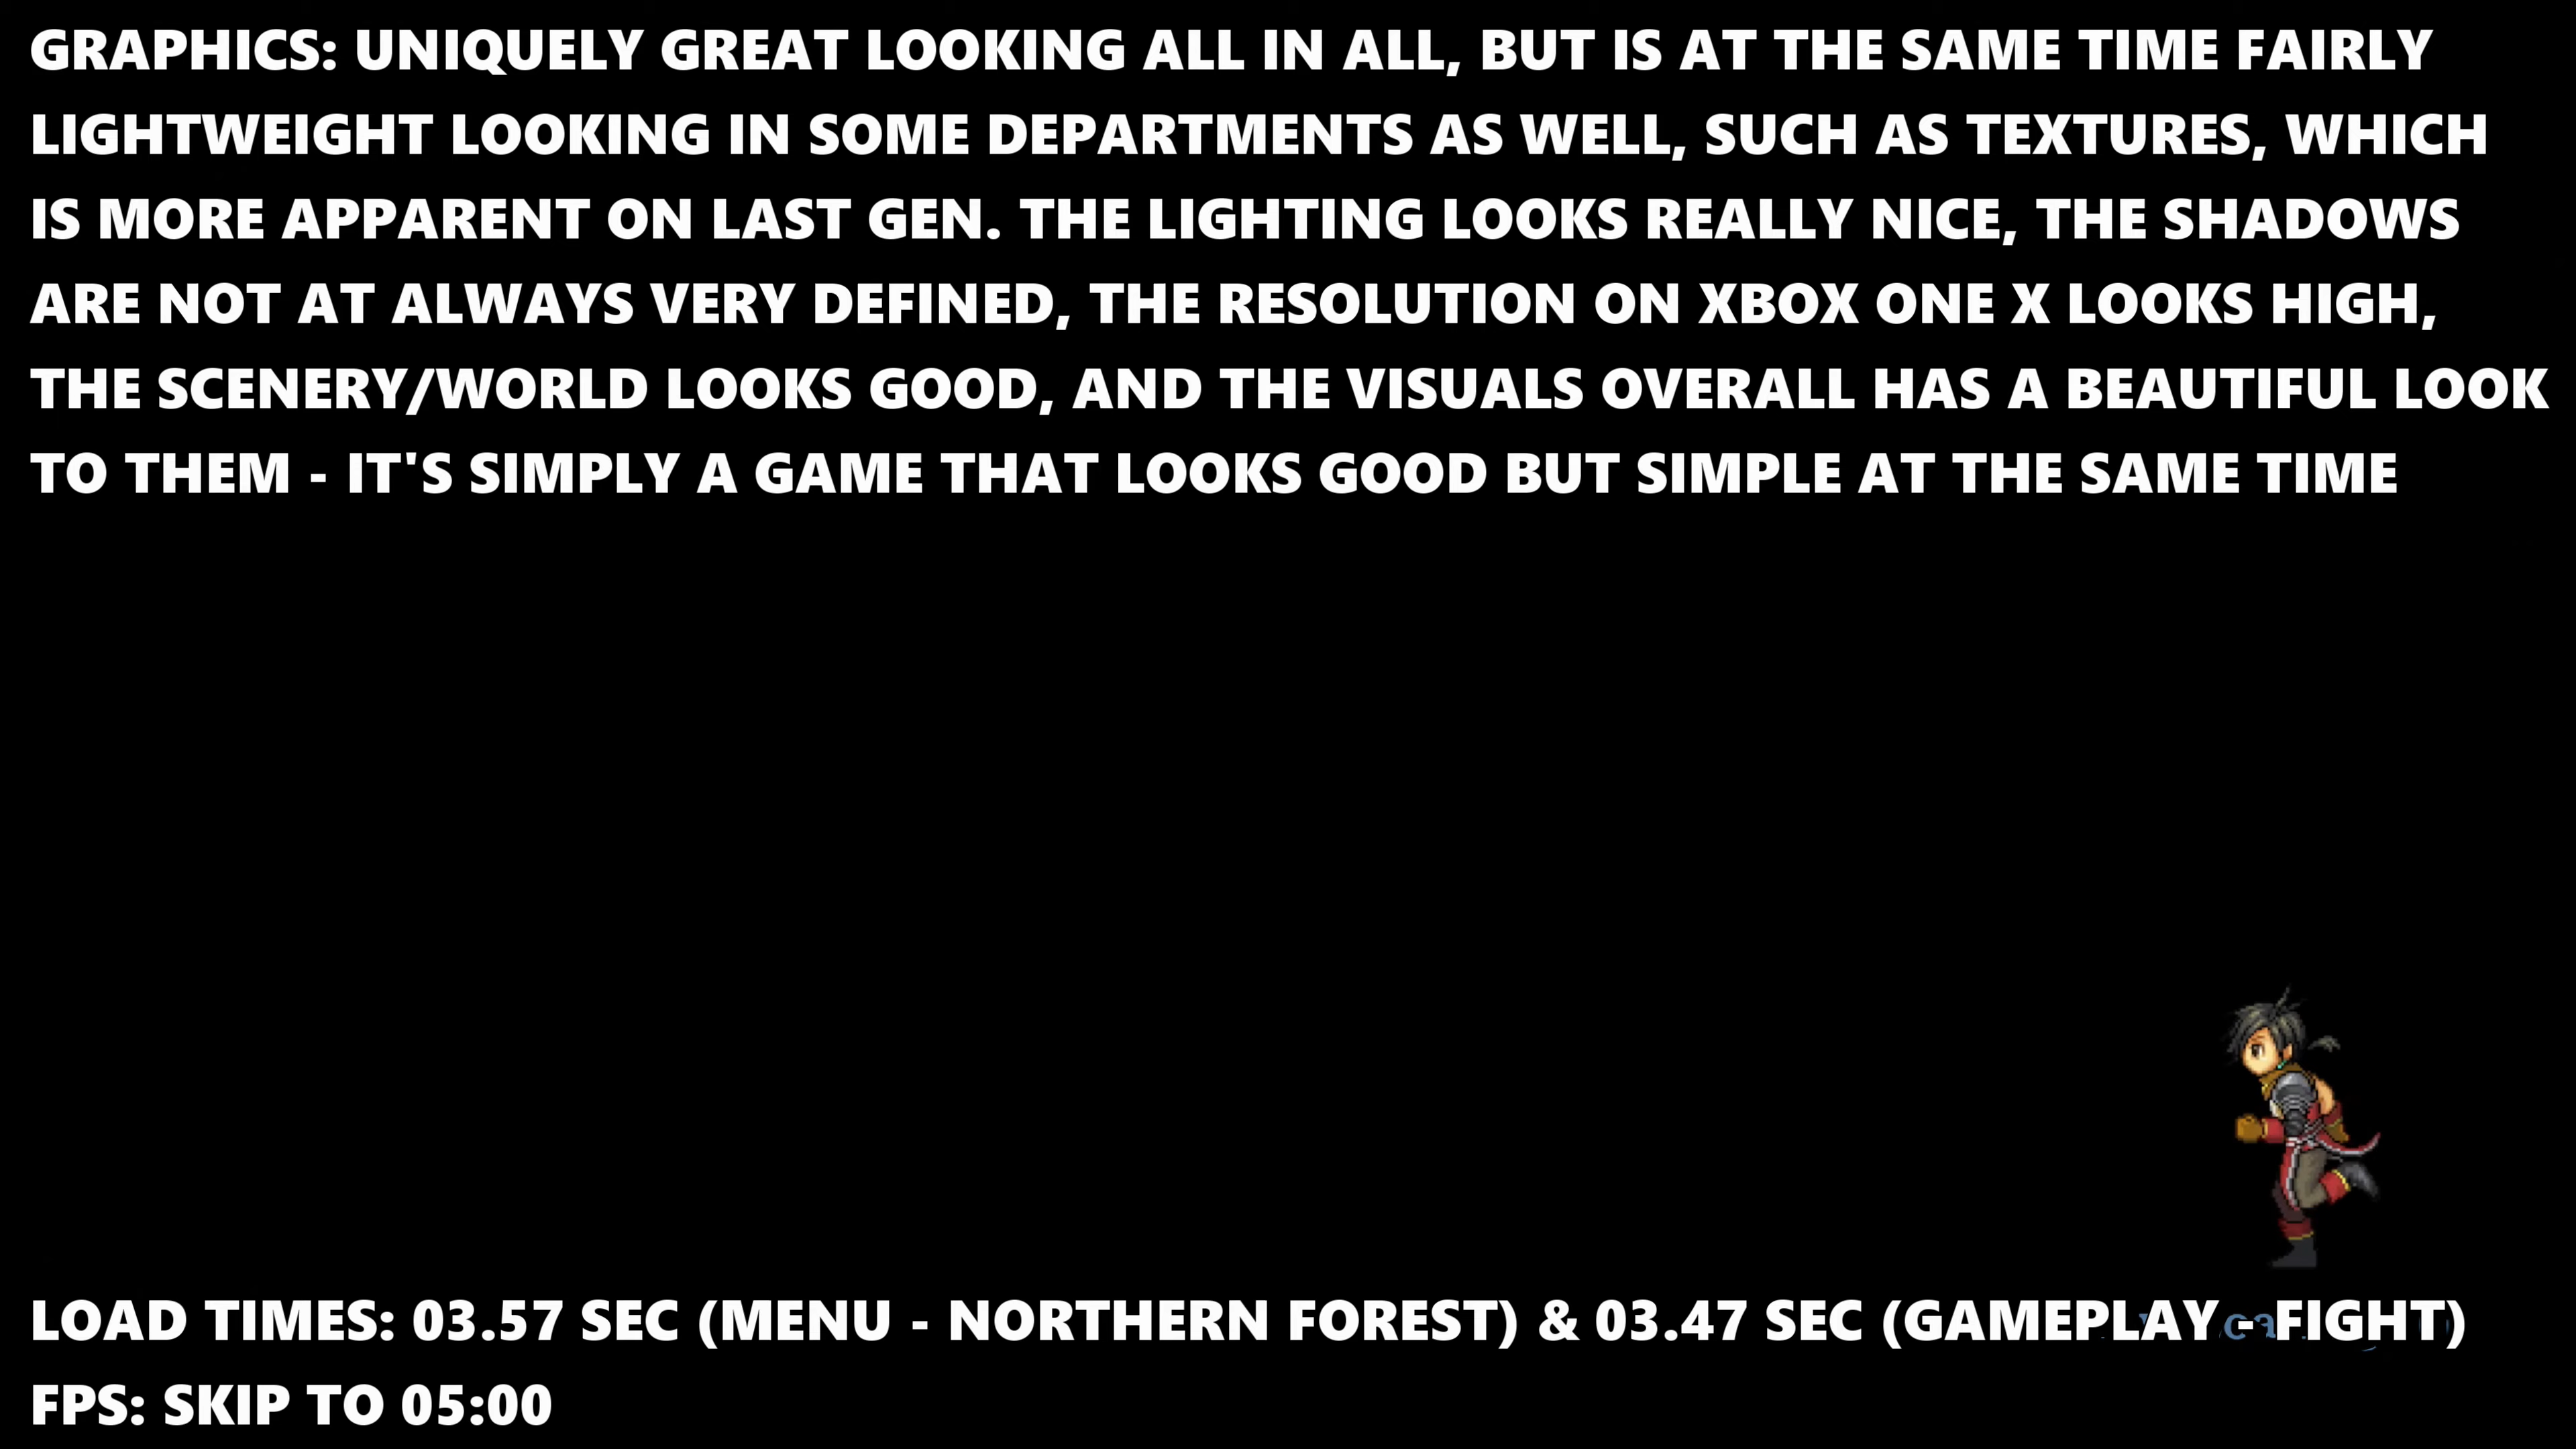 GRAPHICS: UNIQUELY GREAT LOOKING ALL IN ALL, BUT IS AT THE SAME TIME FAIRLY
LIGHTWEIGHT LOOKING IN SOME DEPARTMENTS AS WELL, SUCH AS TEXTURES, WHICH
IS MORE APPARENT ON LAST GEN. THE LIGHTING LOOKS REALLY NICE, THE SHADOWS
ARE NOT AT ALWAYS VERY DEFINED, THE RESOLUTION ON XBOX ONE X LOOKS HIGH,
THE SCENERY/WORLD LOOKS GOOD, AND THE VISUALS OVERALL HAS A BEAUTIFUL LOOK
TO THEM - IT'S SIMPLY A GAME THAT LOOKS GOOD BUT SIMPLE AT THE SAME TIME
LOAD TIMES: 03.57 SEC (MENU - NORTHERN FOREST) & 03.47 SEC (GAMEPLAY - FIGHT)
FPS: SKIP TO 05:00